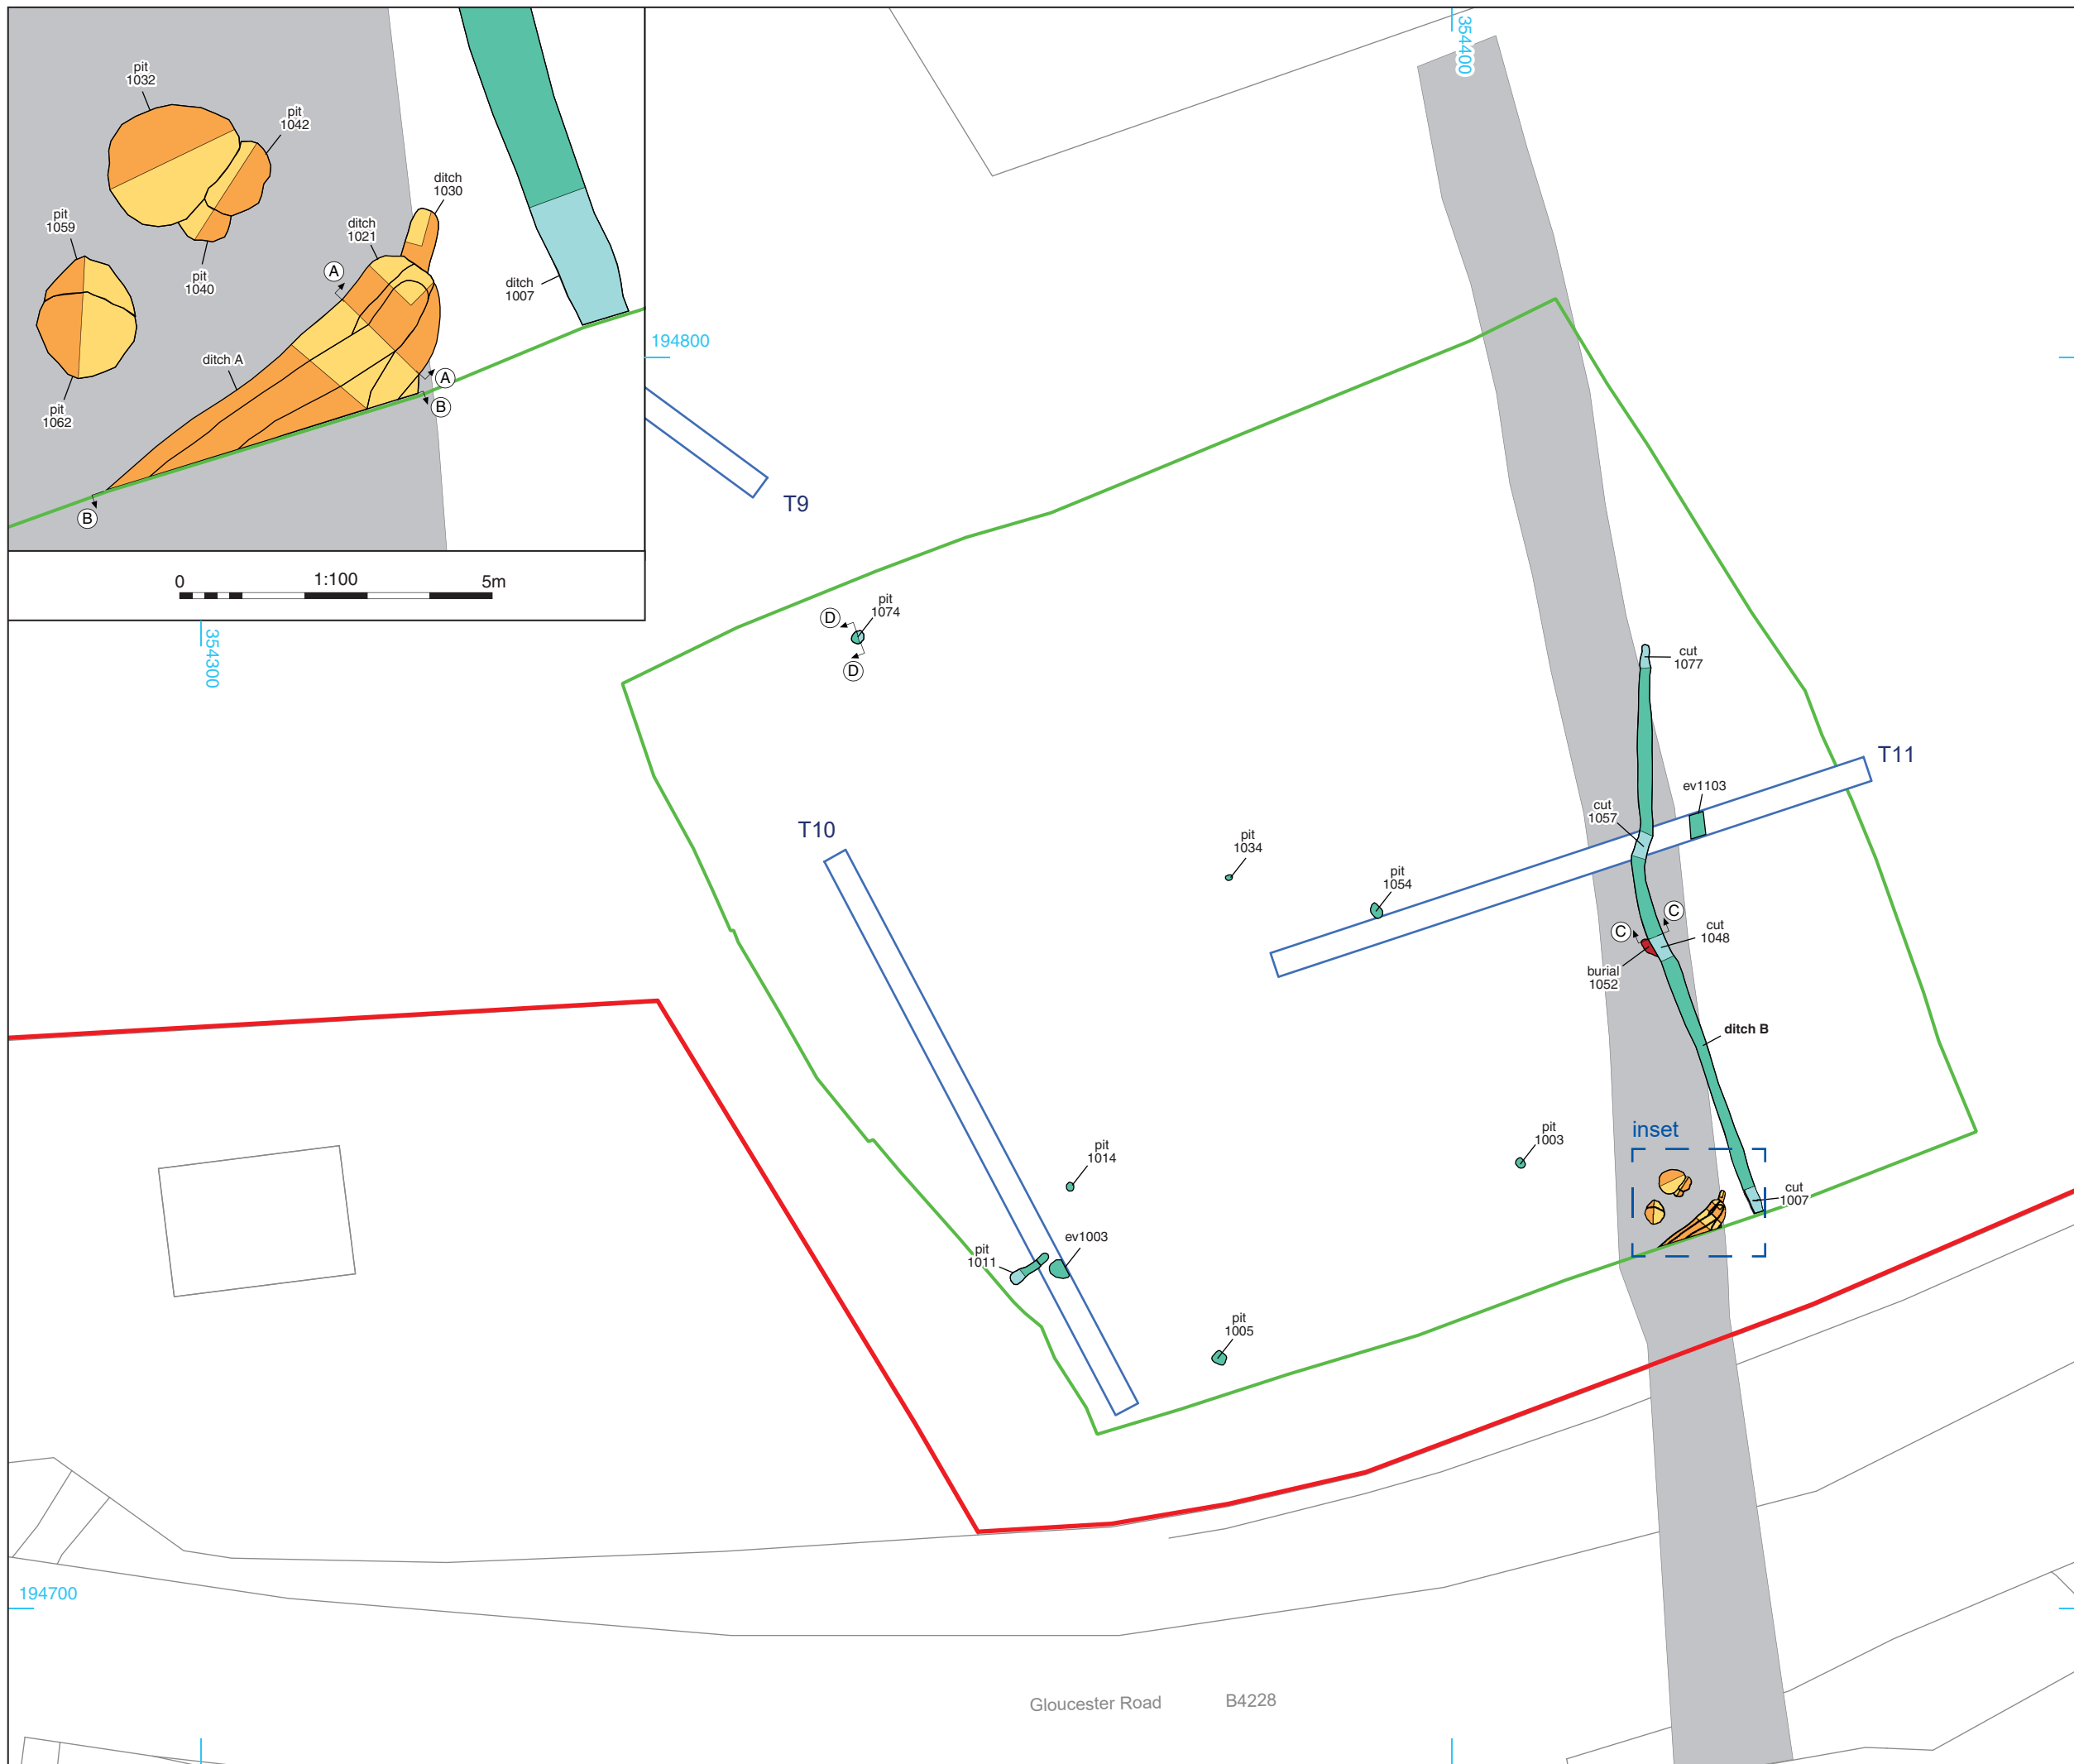 pit
1032
pit
1042
ditch
1030
pit
1059
ditch
1021
pit
1040
A
ditch
1007
ditch A
A
B
pit
1062
B
0
1:100
5m
354400
194800
T9
354300
pit
1074
D
D
cut
1077
T11
ev1103
cut
1057
T10
pit
1034
pit
1054
C
C
cut
1048
burial
1052
ditch B
inset
pit
1003
pit
1014
cut
1007
pit
1011
ev1003
pit
1005
194700
Gloucester Road
B4228